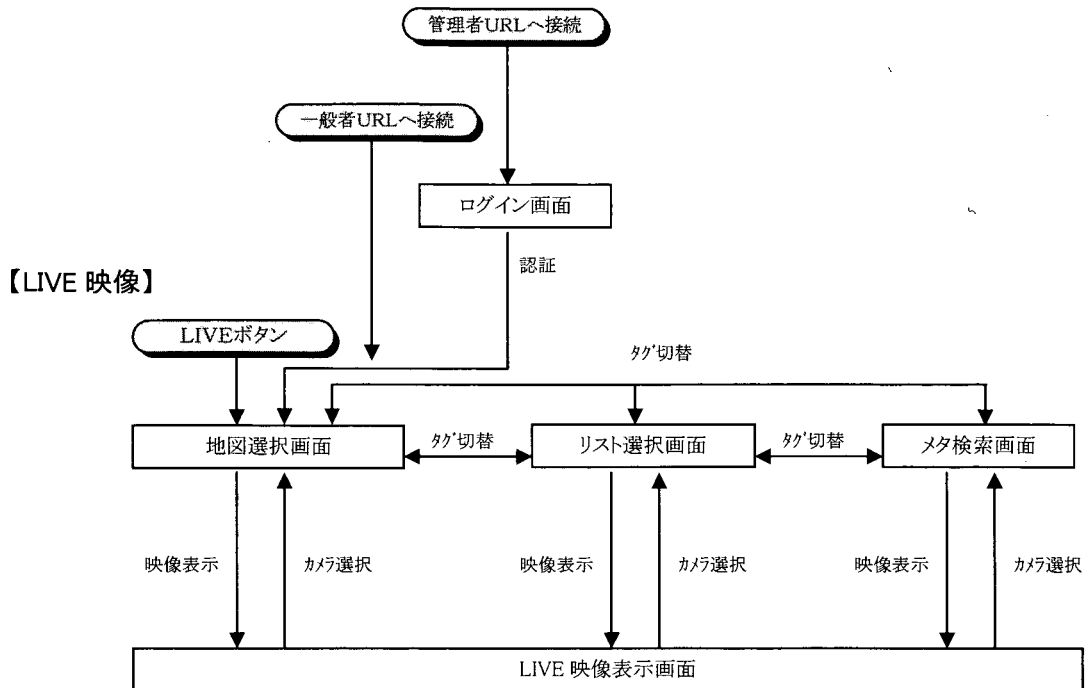 管理者URLへ接続
一般者URLへ接続
ログイン画面
認証
【LIVE 映像】
LIVEボタン
ﾀｸﾞ切替
地図選択画面
ﾀｸﾞ切替
リスト選択画面
ﾀｸﾞ切替
メタ検索画面
映像表示
ｶﾒﾗ選択
映像表示
ｶﾒﾗ選択
映像表示
ｶﾒﾗ選択
LIVE 映像表示画面